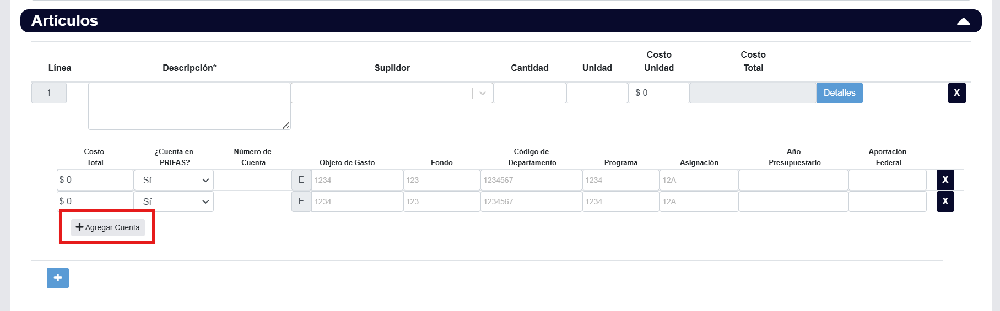 Artículos
Línea Descripción* Suplidor Cantidad Unidad Costo Unidad Costo Total
1 $ 0 Detalles X
Costo Total ¿Cuenta en PRIFAS? Número de Cuenta Objeto de Gasto Fondo Código de Departamento Programa Asignación Año Presupuestario Aportación Federal
$ 0 Sí E 1234 123 1234567 1234 12A X
$ 0 Sí E 1234 123 1234567 1234 12A X
+ Agregar Cuenta
+